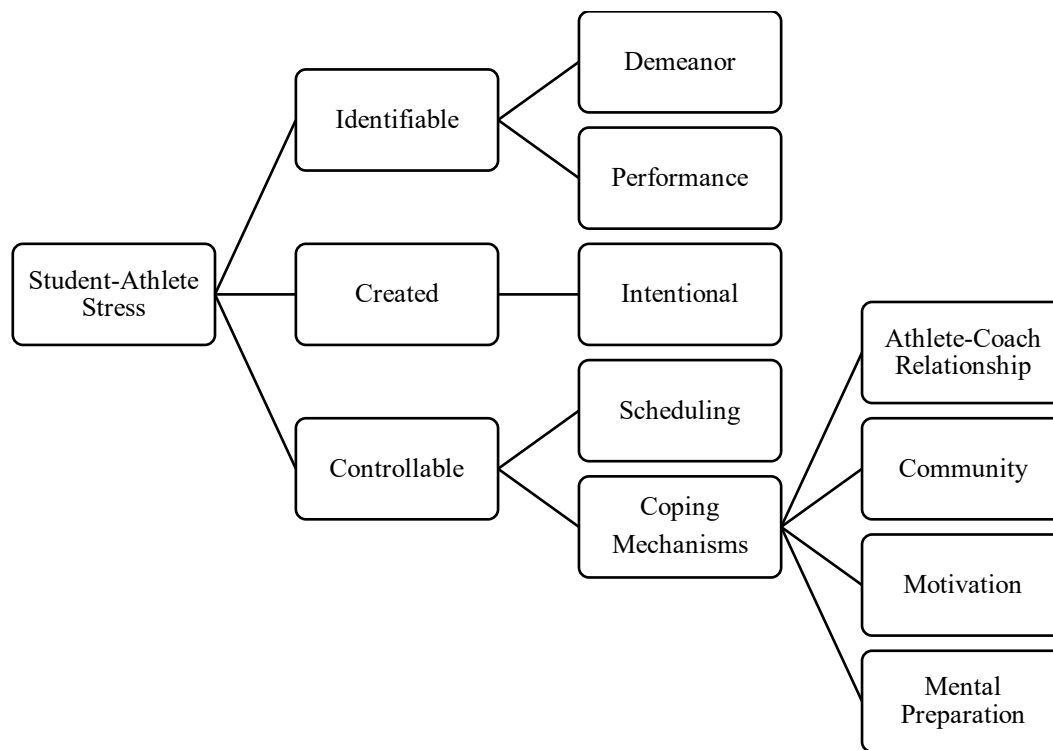 Demeanor
Identifiable
Performance
Student-Athlete
Stress
Created
Intentional
Athlete-Coach
Relationship
Scheduling
Controllable
Community
Coping
Mechanisms
Motivation
Mental
Preparation